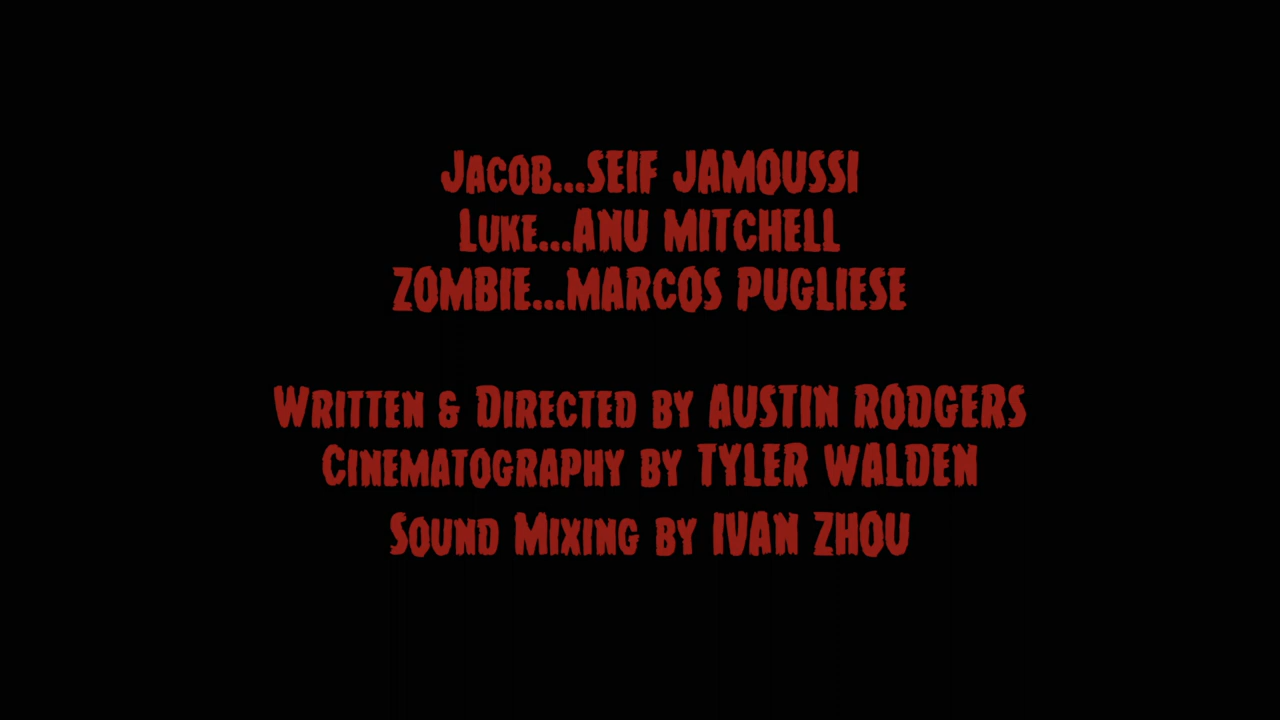 Jacob...SEIF JAMOUSSI
Luke...ANU MITCHELL
ZOMBIE...MARCOS PUGLIESE
Written & Directed by AUSTIN RODGERS
Cinematography by TYLER WALDEN
Sound Mixing by IVAN ZHOU